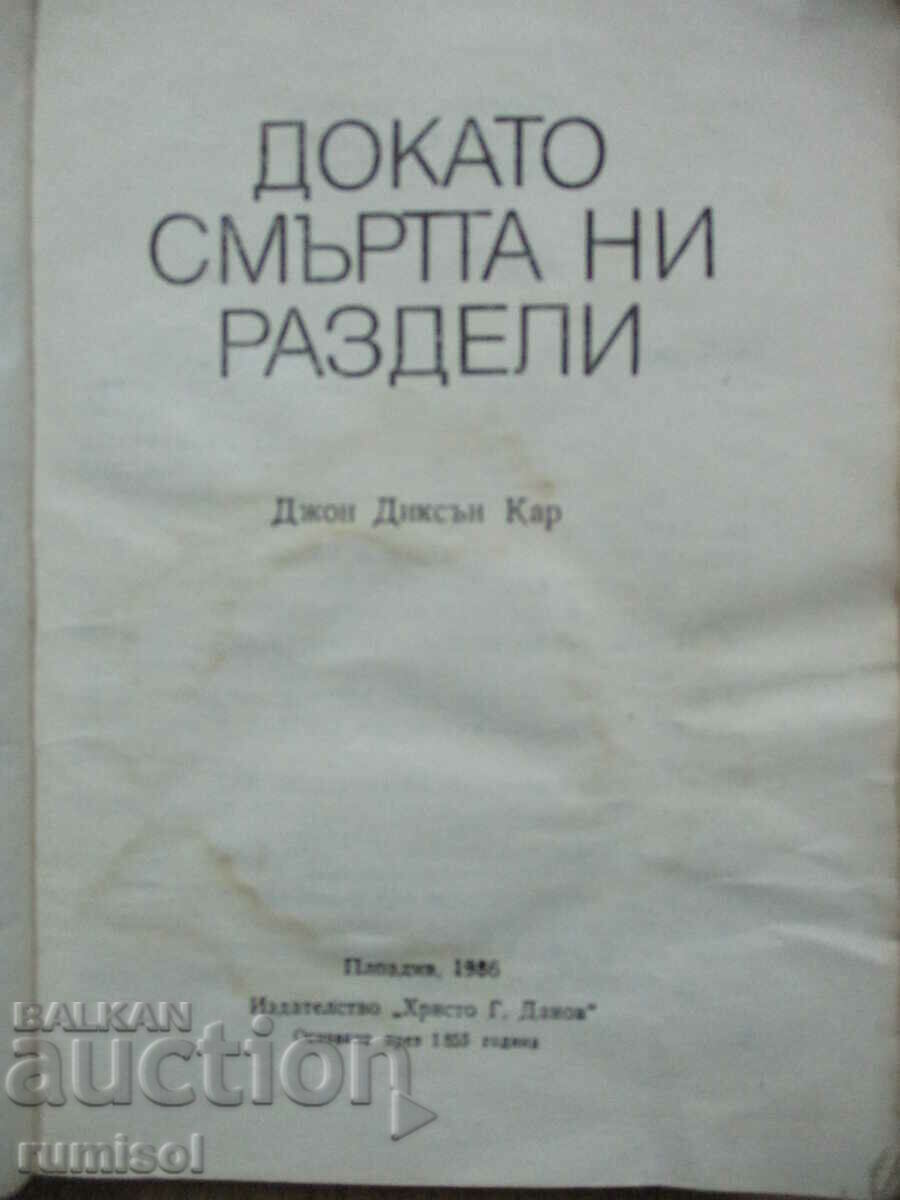 ДОКАТО
СМЪРТТА НИ
РАЗДЕЛИ
Джон Диксън Кар
Пловдив, 1986
Издателство „Христо Г. Данов“
Основано през 1855 година
BALKAN
auction
rumisol